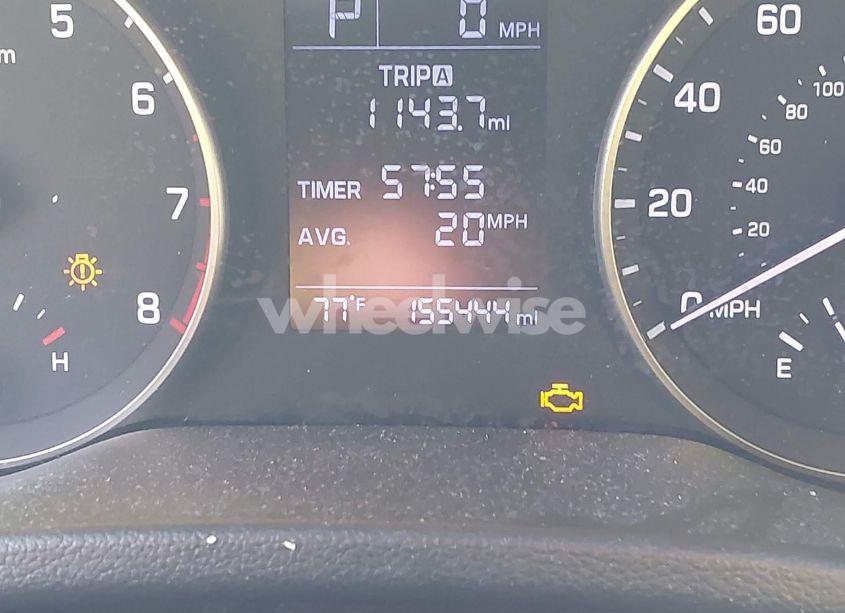 P 0 MPH
TRIP A
1143.7 mi
TIMER 57:55
AVG. 20 MPH
77°F 155444 mi
wheelwise
5
m
6
7
8
H
60
40
20
0 MPH
100
80
60
40
20
E